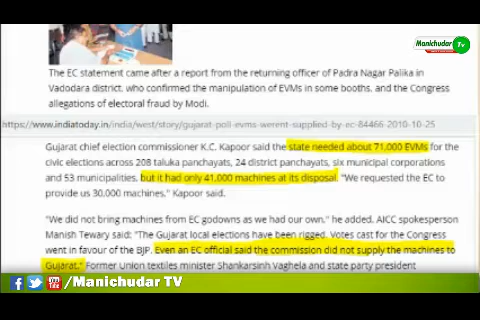 Manichudar Tv
The EC statement came after a report from the returning officer of Padra Nagar Palika in
Vadodara district, who confirmed the manipulation of EVMs in some booths, and the Congress
allegations of electoral fraud by Modi.
https://www.indiatoday.in/india/west/story/gujarat-poll-evms-werent-supplied-by-ec-84466-2010-10-25
Gujarat chief election commissioner K.C. Kapoor said the state needed about 71,000 EVMs for the
civic elections across 208 taluka panchayats, 24 district panchayats, six municipal corporations
and 53 municipalities, but it had only 41,000 machines at its disposal. "We requested the EC to
provide us 30,000 machines," Kapoor said.
"We did not bring machines from EC godowns as we had our own," he added. AICC spokesperson
Manish Tewary said: "The Gujarat local elections have been rigged. Votes cast for the Congress
went in favour of the BJP. Even an EC official said the commission did not supply the machines to
Gujarat." Former Union textiles minister Shankarsinh Vaghela and state party president
/Manichudar TV